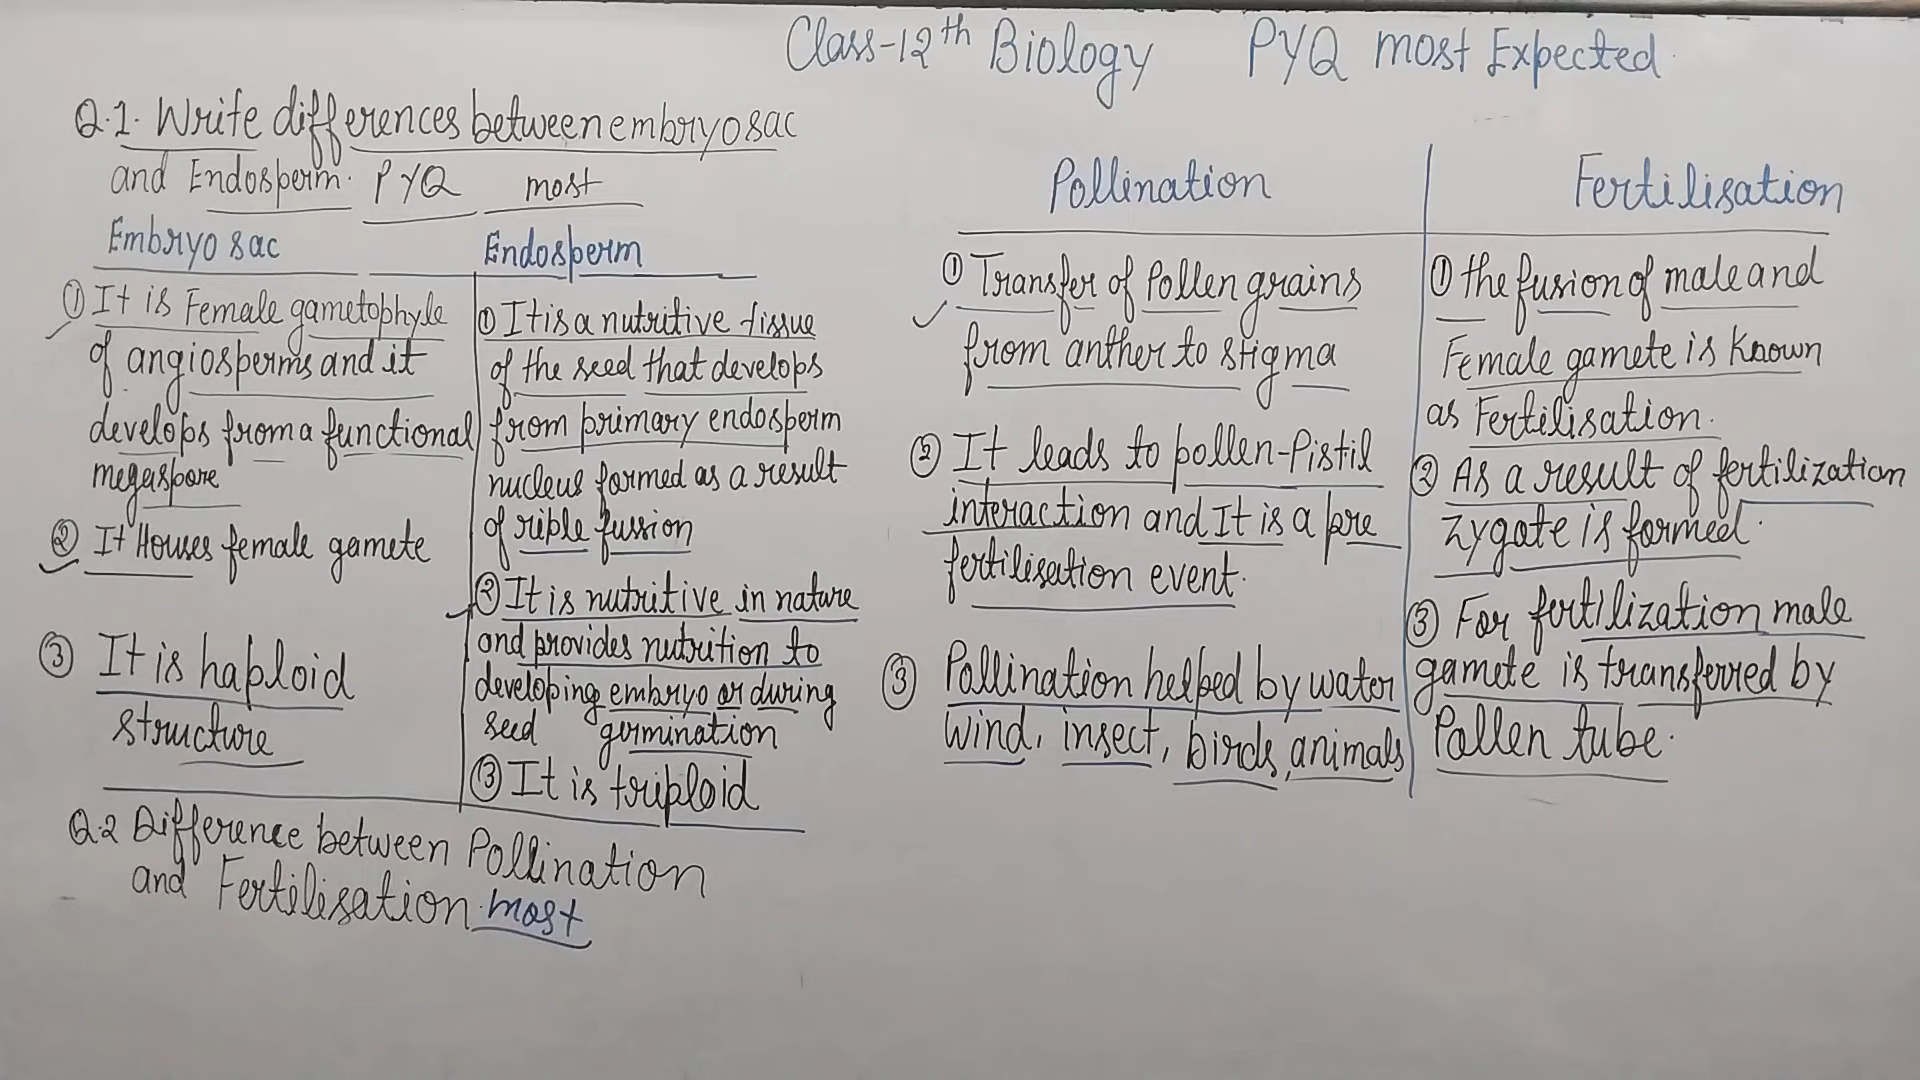 Class-12th Biology PYQ most Expected
Q.1. Write differences between embryo sac
and Endosperm. PYQ most
Embryo sac
① It is Female gametophyle
of angiosperms and it
develops from a functional
megaspore
② It Houses female gamete
③ It is haploid
structure
Endosperm
① It is a nutritive tissue
of the seed that develops
from primary endosperm
nucleus formed as a result
of riple fussion
② It is nutritive in nature
and provides nutrition to
developing embryo or during
seed germination
③ It is triploid
Q.2 Difference between Pollination
and Fertilisation. most
Pollination
① Transfer of Pollen grains
from anther to stigma
② It leads to pollen-Pistil
interaction and It is a pre
fertilisation event.
③ Pollination helped by water
wind, insect, birds, animals
Fertilisation
① the fusion of male and
Female gamete is known
as Fertilisation.
② As a result of fertilization
zygote is formed.
③ For fertilization male
gamete is transferred by
Pollen tube.